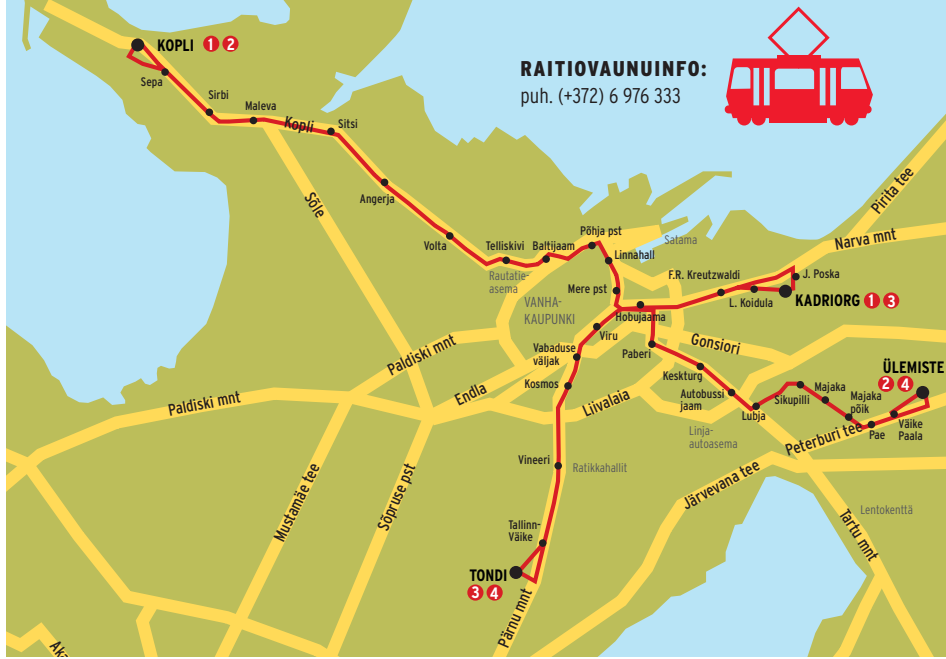 KOPLI 1 2
RAITIOVAUNUINFO:
puh. (+372) 6 976 333
Sepa
Sirbi
Maleva
Kopli
Sitsi
Sõle
Angerja
Pirita tee
Volta
Telliskivi
Baltijaam
Põhja pst
Satama
Narva mnt
Linnahall
Rautatie-
asema
F.R. Kreutzwaldi
J. Poska
Mere pst
L. Koidula
KADRIORG 1 3
VANHA-
KAUPUNKI
Hobujaama
Viru
Paberi
Gonsiori
Paldiski mnt
Vabaduse
väljak
Keskturg
ÜLEMISTE
2 4
Paldiski mnt
Endla
Kosmos
Liivalaia
Autobussi
jaam
Lubja
Sikupilli
Majaka
Majaka
põik
Linja-
autoasema
Peterburi tee
Pae
Väike
Paala
Mustamäe tee
Sõpruse pst
Vineeri
Ratikkahallit
Järvevana tee
Tallinn-
Väike
Tartu mnt
Lentokenttä
TONDI
3 4
Pärnu mnt
Aka